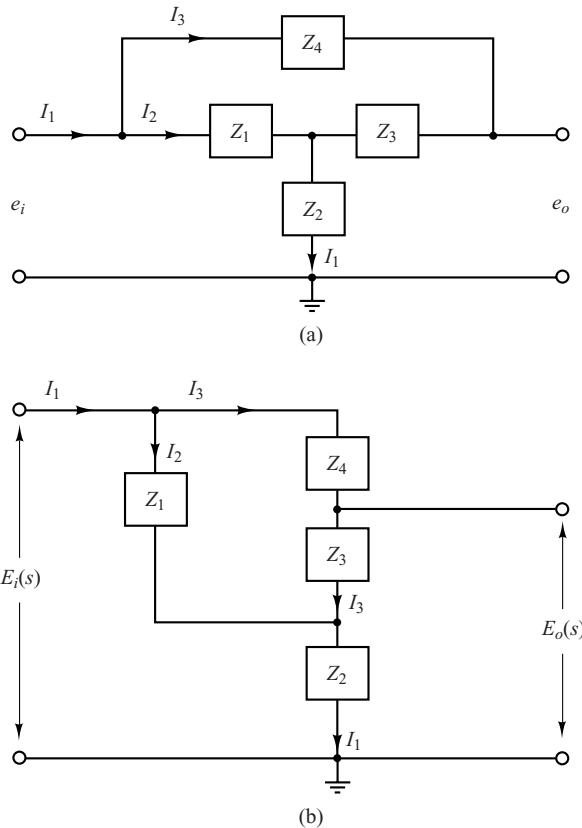 I₃
Z₄
I₁ I₂
Z₁ Z₃
Z₂
eᵢ eₒ
I₁
(a)
I₁ I₃
Z₄
I₂
Z₁
Z₃
Eᵢ(s) I₃ Eₒ(s)
Z₂
I₁
(b)